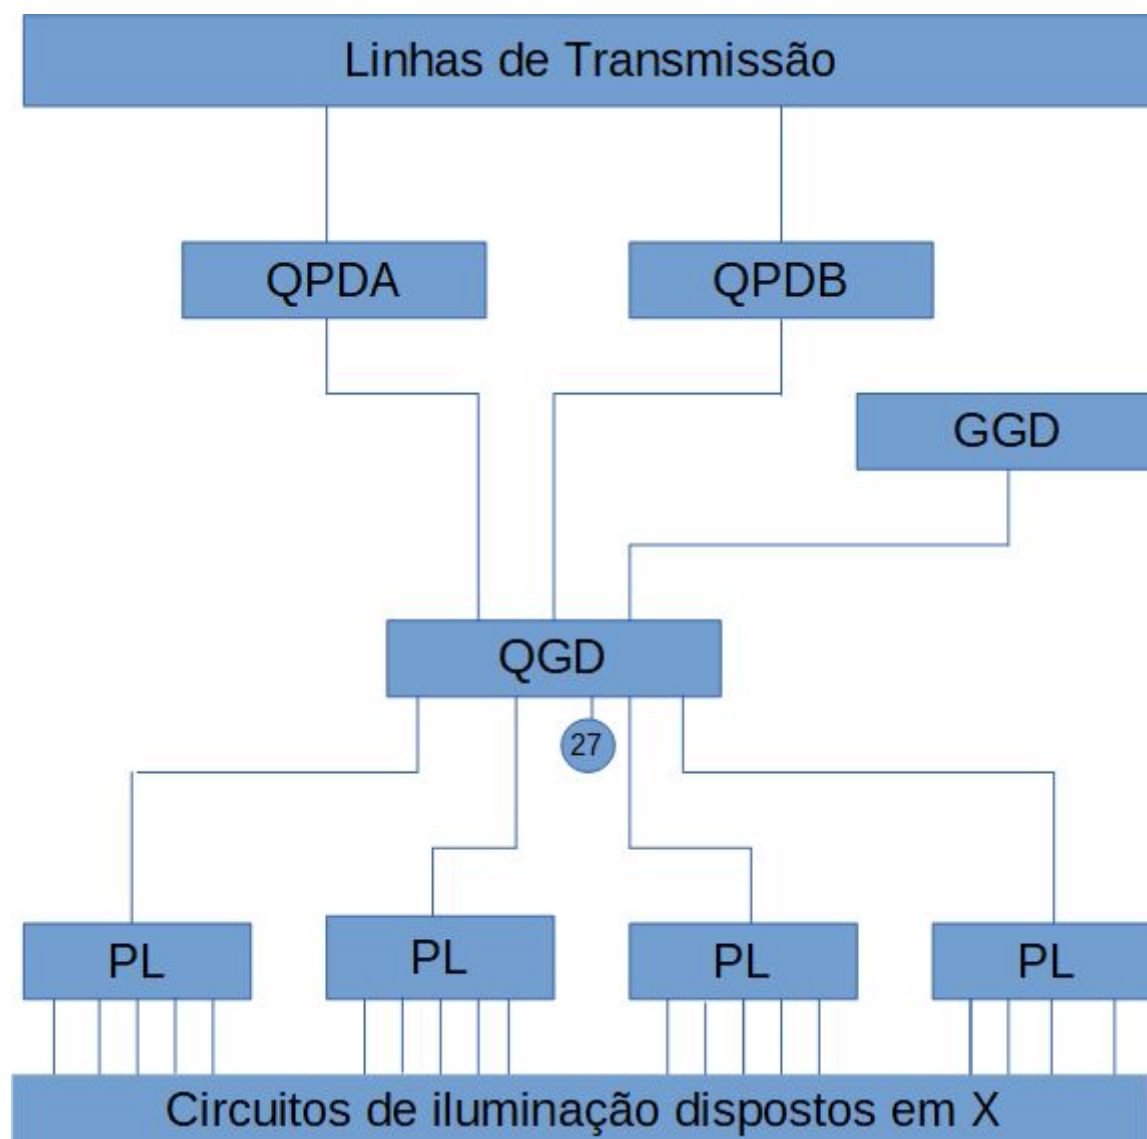 Linhas de Transmissão
QPDA
QPDB
GGD
QGD
27
PL
PL
PL
PL
Circuitos de iluminação dispostos em X